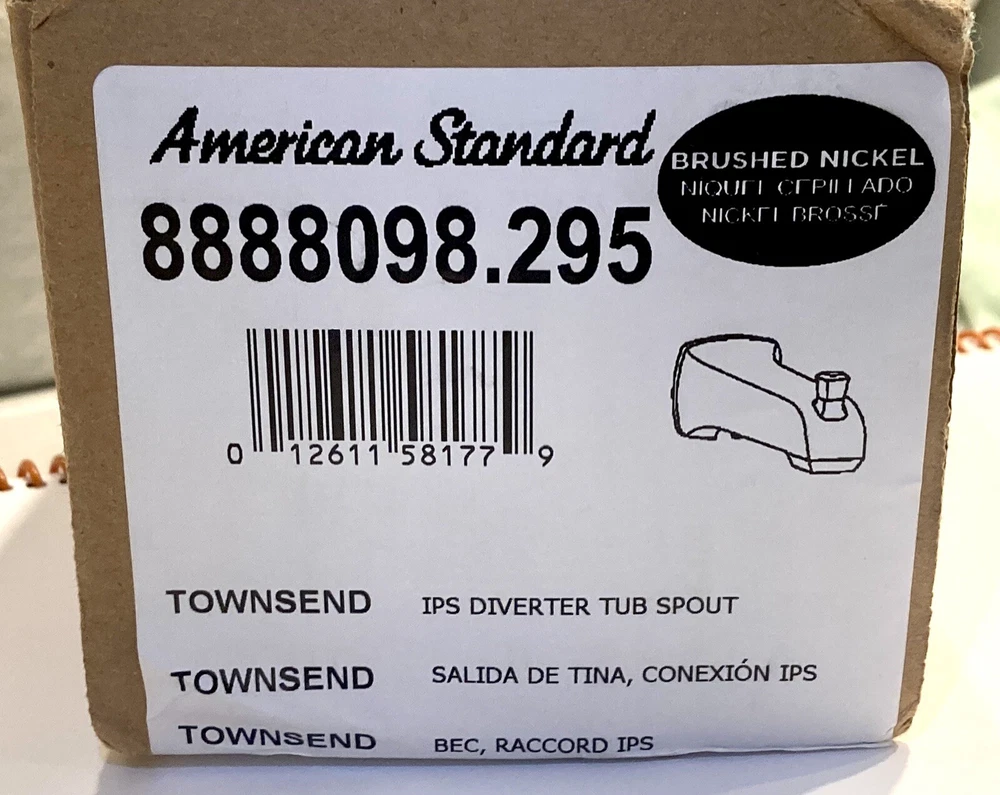 American Standard
8888098.295
BRUSHED NICKEL
NIQUEL CEPILLADO
NICKEL BROSSÉ
0 12611 58177 9
TOWNSEND IPS DIVERTER TUB SPOUT
TOWNSEND SALIDA DE TINA, CONEXIÓN IPS
TOWNSEND BEC, RACCORD IPS